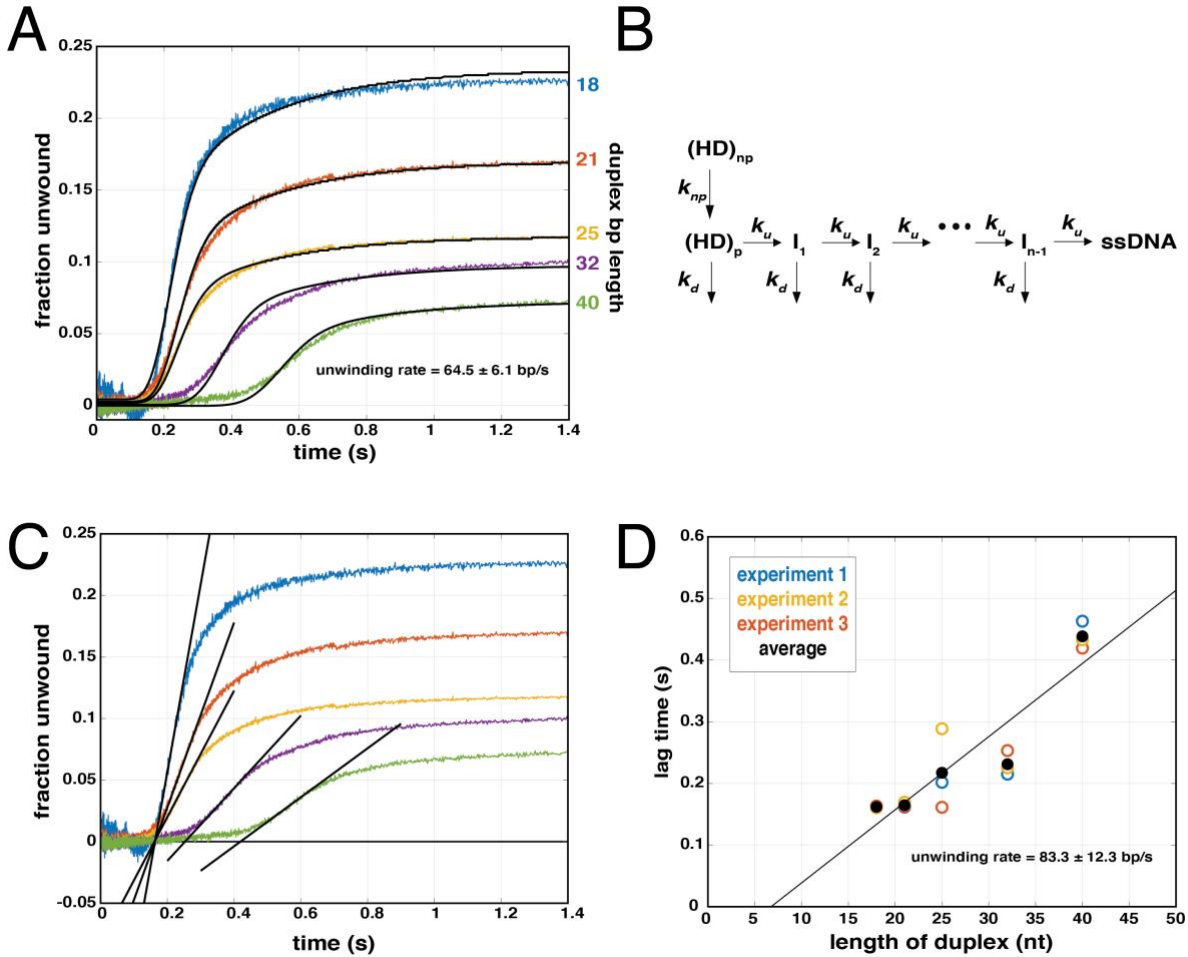 A
0.25
0.2
0.15
0.1
0.05
0
0 0.2 0.4 0.6 0.8 1 1.2 1.4
fraction unwound
time (s)
18
21
25
32
40
duplex bp length
unwinding rate = 64.5 ± 6.1 bp/s
B
(HD)np
knp
(HD)p ku I1 ku I2 ku ••• ku In-1 ku ssDNA
kd kd kd kd
C
0.25
0.2
0.15
0.1
0.05
0
-0.05
0 0.2 0.4 0.6 0.8 1 1.2 1.4
fraction unwound
time (s)
D
0.6
0.5
0.4
0.3
0.2
0.1
0
0 5 10 15 20 25 30 35 40 45 50
lag time (s)
length of duplex (nt)
experiment 1
experiment 2
experiment 3
average
unwinding rate = 83.3 ± 12.3 bp/s